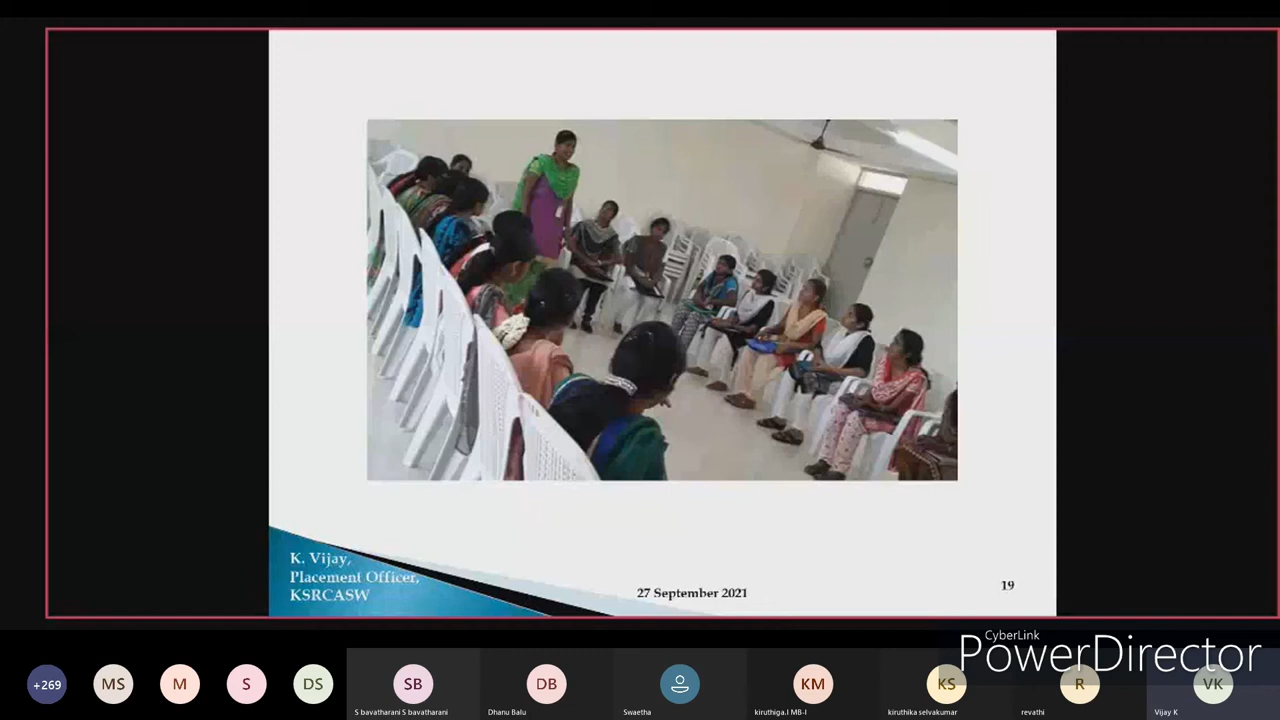 K. Vijay,
Placement Officer,
KSRCASW
27 September 2021
19
CyberLink
PowerDirector
+269
MS
M
S
DS
SB
DB
KM
KS
R
VK
S bavatharani S bavatharani
Dhanu Balu
Swaetha
kiruthiga.I MB-I
kiruthika selvakumar
revathi
Vijay K